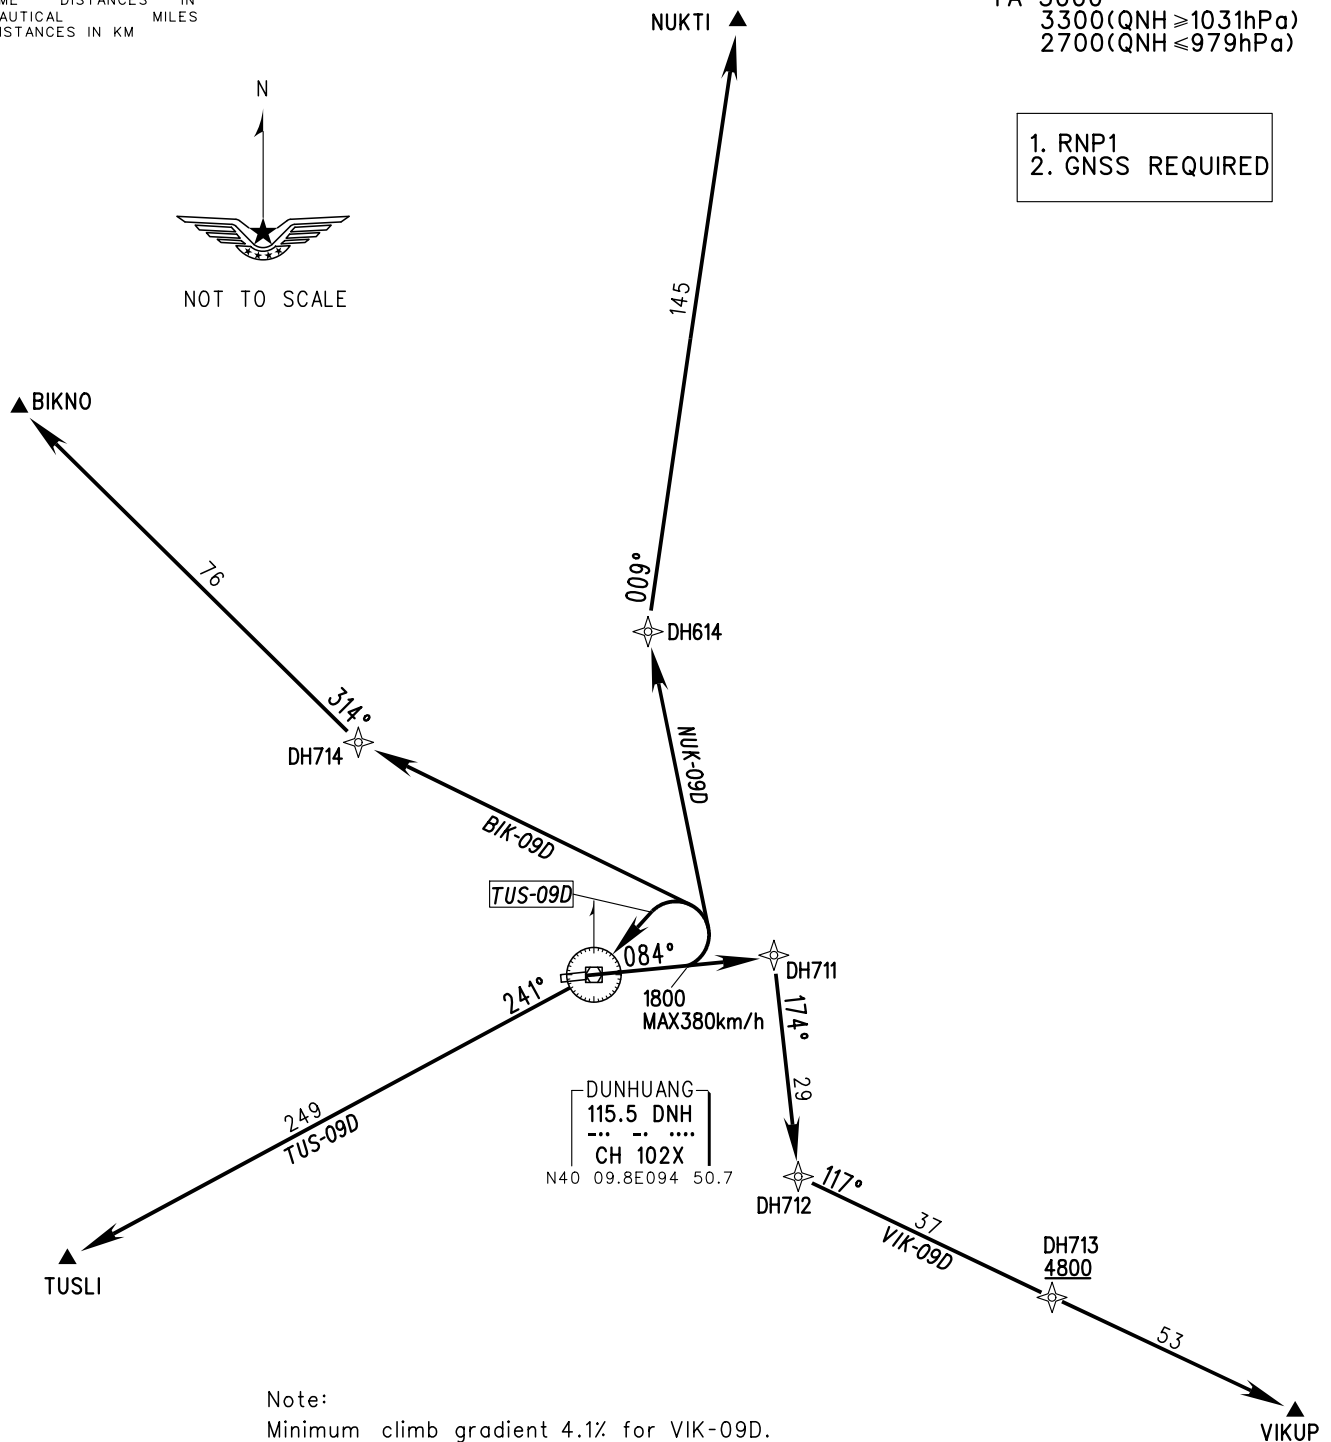 DISTANCES IN
MILES
IN KM
3300(QNH ≥1031hPa)
2700(QNH ≤979hPa)
1. RNP1
2. GNSS REQUIRED
N
NOT TO SCALE
NUKTI
145
BIKNO
76
009°
DH614
314°
DH714
NUK-09D
BIK-09D
TUS-09D
084°
DH711
241°
1800
MAX380km/h
174°
29
DUNHUANG
115.5 DNH
-·· -· ····
CH 102X
N40 09.8E094 50.7
249
TUS-09D
117°
DH712
37
VIK-09D
DH713
4800
TUSLI
53
VIKUP
Note:
Minimum climb gradient 4.1% for VIK-09D.